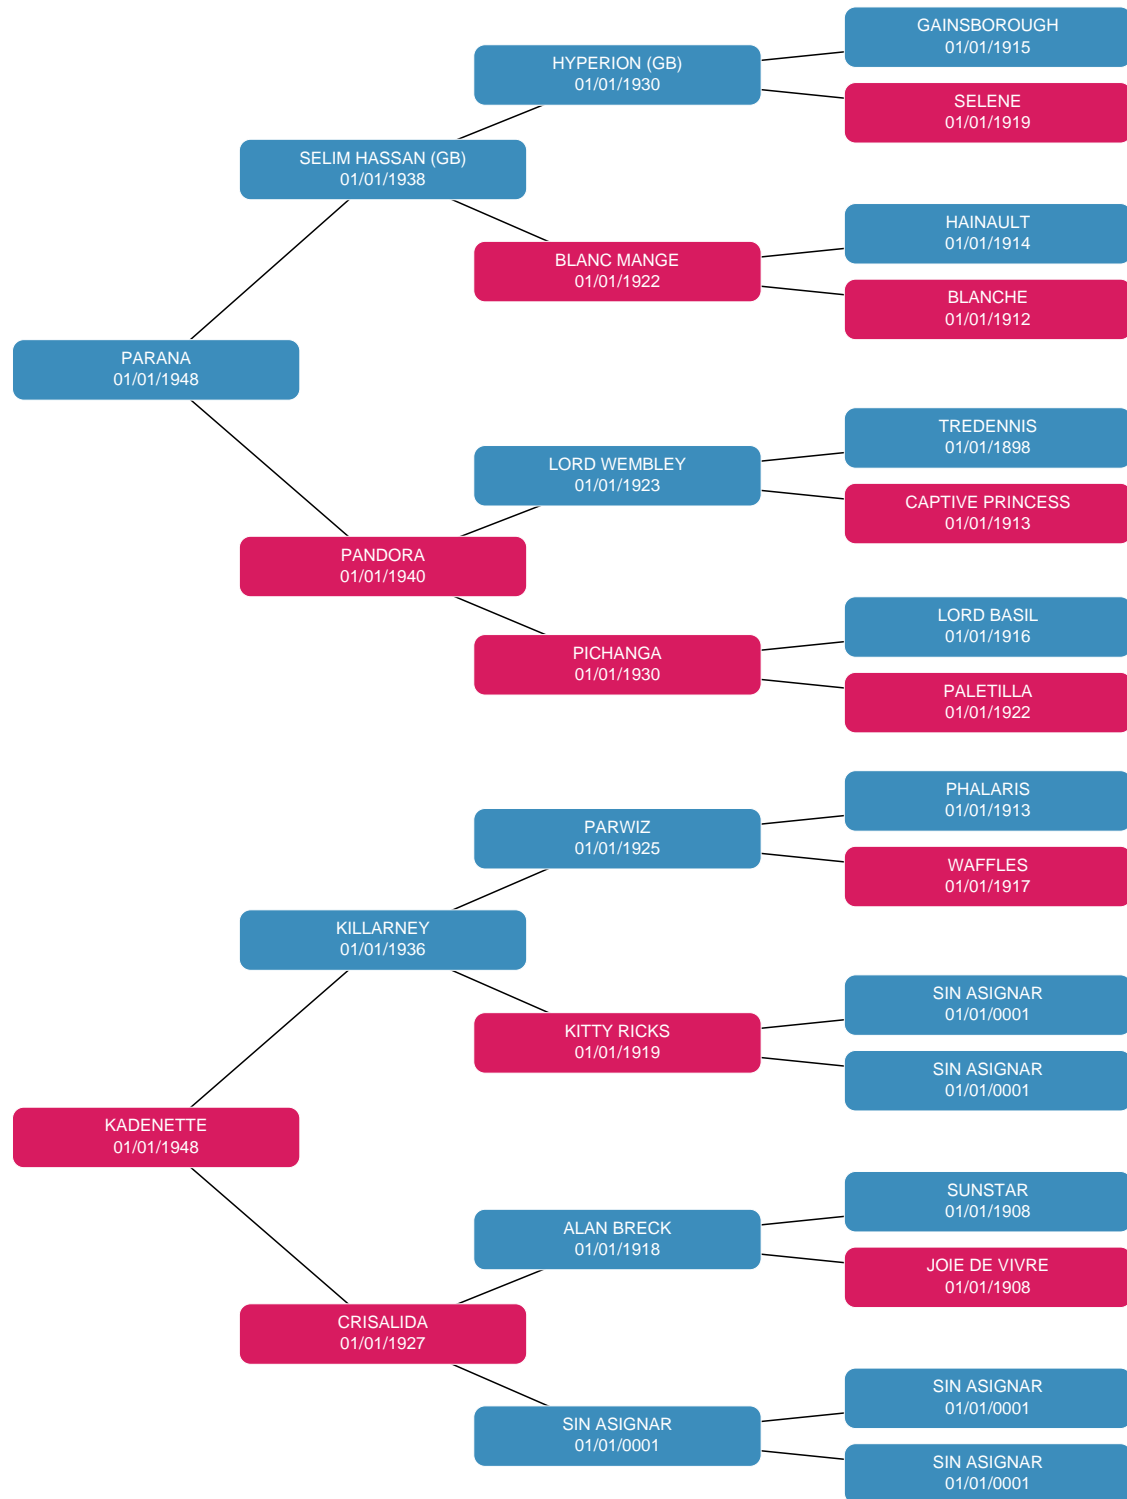 GAINSBOROUGH
01/01/1915
HYPERION (GB)
01/01/1930
SELENE
01/01/1919
SELIM HASSAN (GB)
01/01/1938
HAINAULT
01/01/1914
BLANC MANGE
01/01/1922
BLANCHE
01/01/1912
PARANA
01/01/1948
TREDENNIS
01/01/1898
LORD WEMBLEY
01/01/1923
CAPTIVE PRINCESS
01/01/1913
PANDORA
01/01/1940
LORD BASIL
01/01/1916
PICHANGA
01/01/1930
PALETILLA
01/01/1922
PHALARIS
01/01/1913
PARWIZ
01/01/1925
WAFFLES
01/01/1917
KILLARNEY
01/01/1936
SIN ASIGNAR
01/01/0001
KITTY RICKS
01/01/1919
SIN ASIGNAR
01/01/0001
KADENETTE
01/01/1948
SUNSTAR
01/01/1908
ALAN BRECK
01/01/1918
JOIE DE VIVRE
01/01/1908
CRISALIDA
01/01/1927
SIN ASIGNAR
01/01/0001
SIN ASIGNAR
01/01/0001
SIN ASIGNAR
01/01/0001